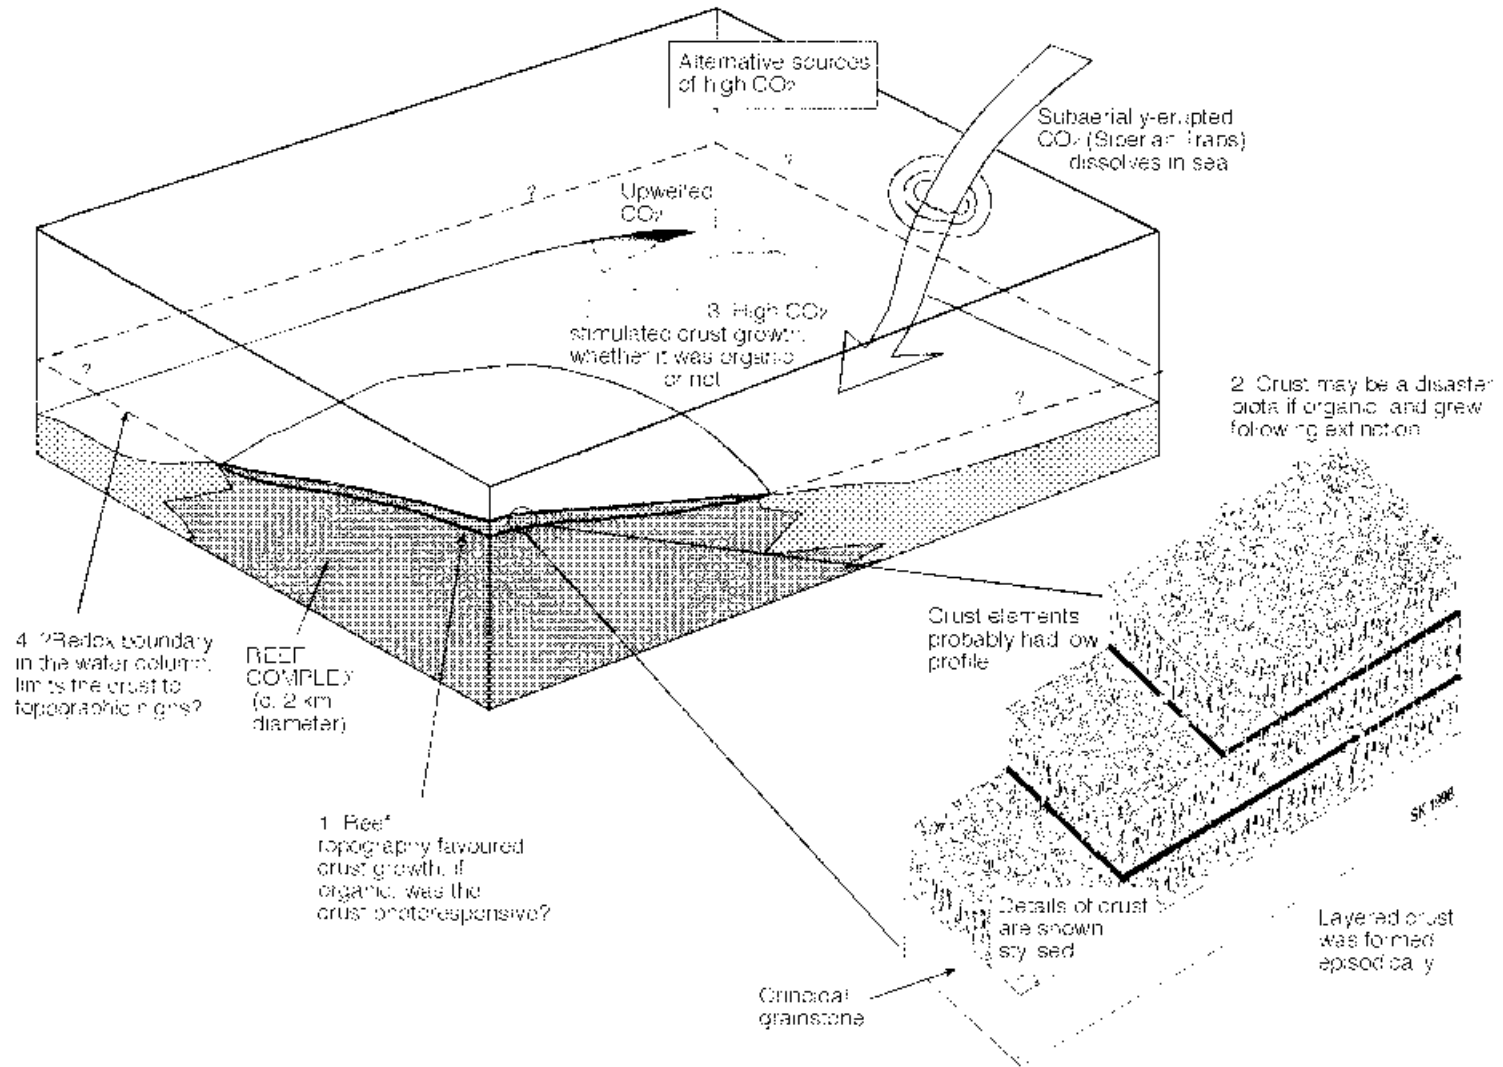 Alternative sources
of high CO2
Subaerially-erupted
CO2 (Siberian Traps)
dissolves in sea
?
?
Upwelled
CO2
3. High CO2
stimulated crust growth,
whether it was organic
or not
?
?
2. Crust may be a disaster
biota if organic, and grew
following extinction
4. ?Redox boundary
in the water column,
limits the crust to
topographic highs?
REEF
COMPLEX
(c. 2 km
diameter)
Crust elements
probably had low
profile
1. Reef
topography favoured
crust growth; if
organic, was the
crust photoresponsive?
SK 1998
Details of crust
are shown
stylised
Layered crust
was formed
episodically
Crinoidal
grainstone